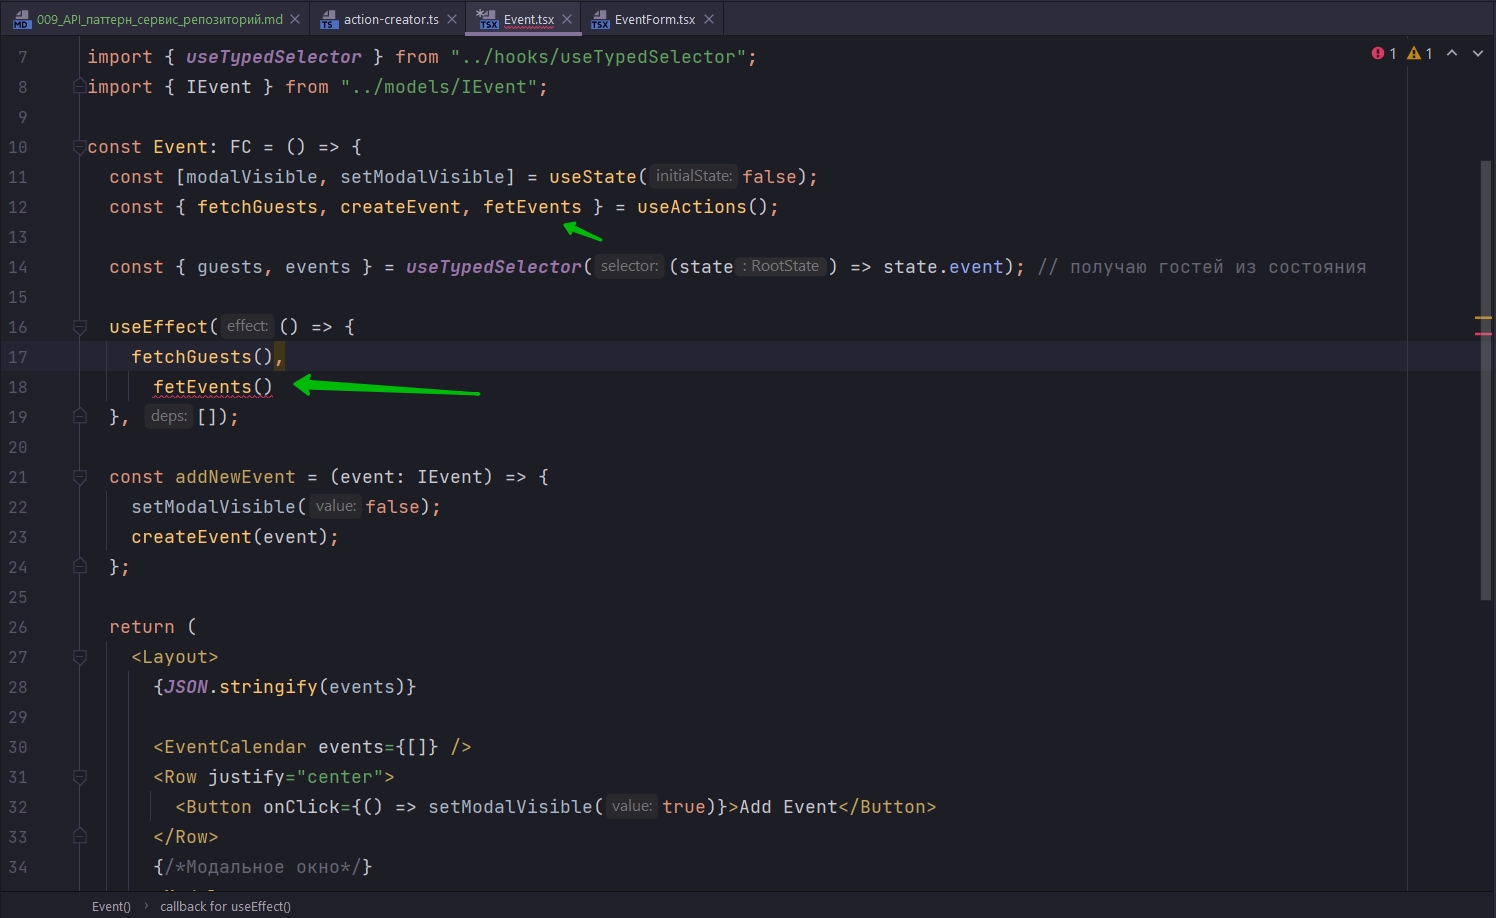 009_API_паттерн_сервис_репозиторий.md action-creator.ts Event.tsx EventForm.tsx
7 import { useTypedSelector } from "../hooks/useTypedSelector"; 1 1
8 import { IEvent } from "../models/IEvent";
9
10 const Event: FC = () => {
11 const [modalVisible, setModalVisible] = useState( initialState: false);
12 const { fetchGuests, createEvent, fetEvents } = useActions();
13
14 const { guests, events } = useTypedSelector( selector: (state : RootState ) => state.event); // получаю гостей из состояния
15
16 useEffect( effect: () => {
17 fetchGuests(),
18 fetEvents()
19 }, deps: []);
20
21 const addNewEvent = (event: IEvent) => {
22 setModalVisible( value: false);
23 createEvent(event);
24 };
25
26 return (
27 <Layout>
28 {JSON.stringify(events)}
29
30 <EventCalendar events={[]} />
31 <Row justify="center">
32 <Button onClick={() => setModalVisible( value: true)}>Add Event</Button>
33 </Row>
34 {/*Модальное окно*/}
Event() callback for useEffect()